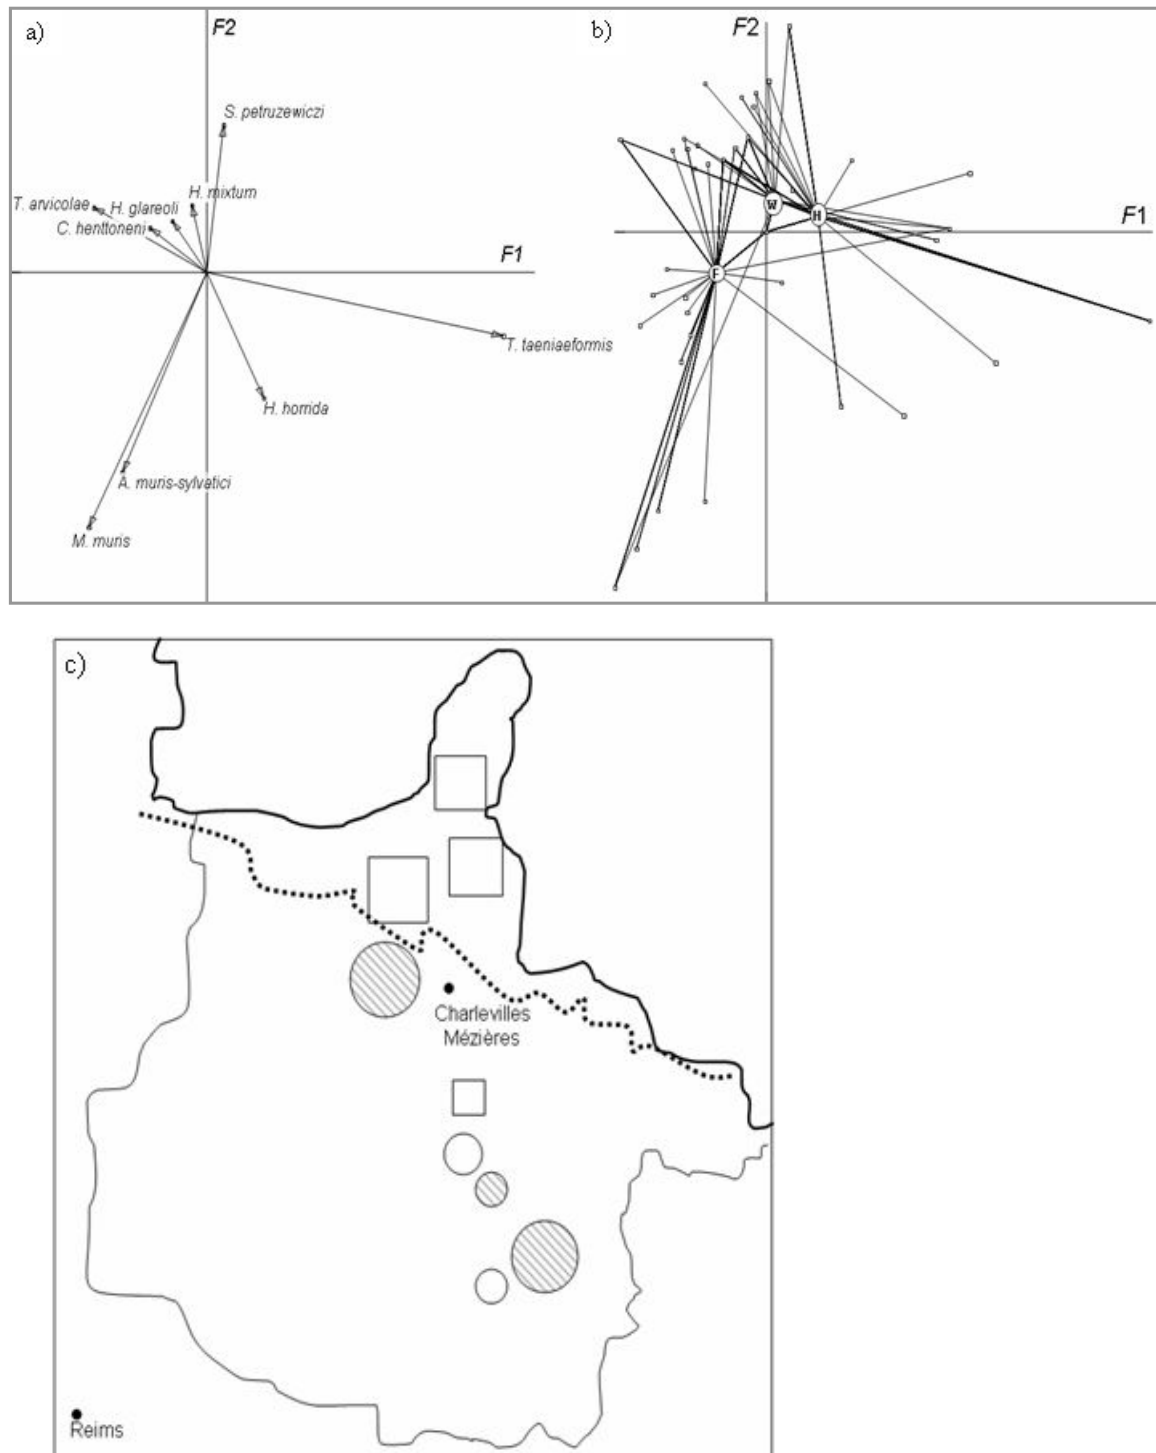 a)
F2
S. petruzewiczi
H. mixtum
T. arvicolae
H. glareoli
C. henttoneni
F1
T. taeniaeformis
H. horrida
A. muris-sylvatici
M. muris
b)
F2
W
H
F1
F
c)
Charlevilles
Mézières
Reims